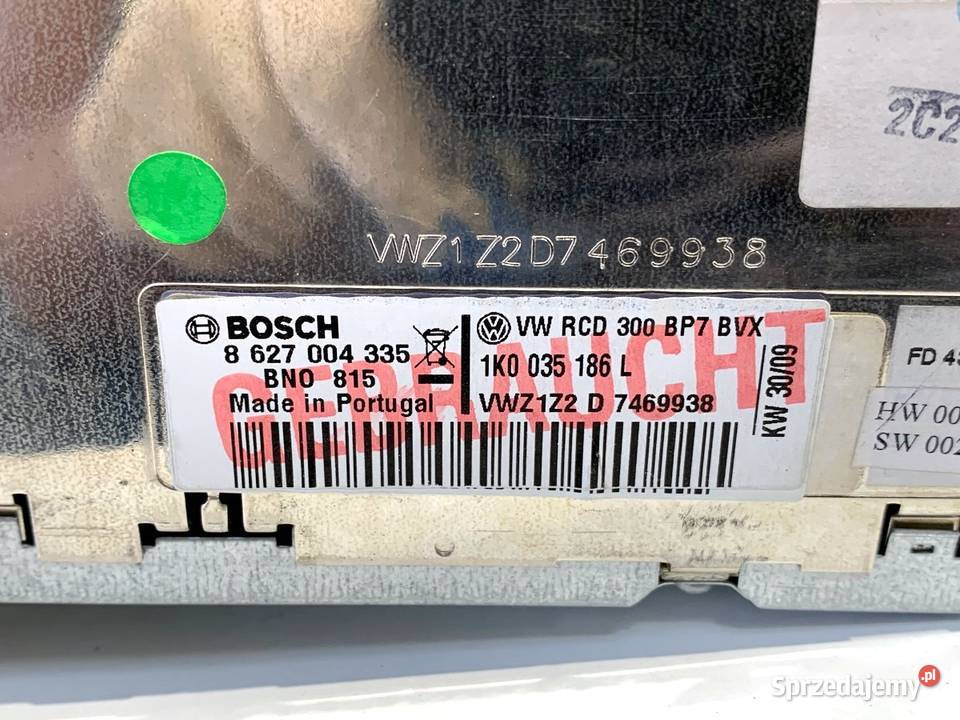 2C2
VWZ1Z2D7469938
BOSCH
8 627 004 335
BNO 815
Made in Portugal
VW RCD 300 BP7 BVX
1K0 035 186 L
VWZ1Z2 D 7469938
KW 30/09
GEBRAUCHT
FD 43
HW 00
SW 002
Sprzedajemy.pl